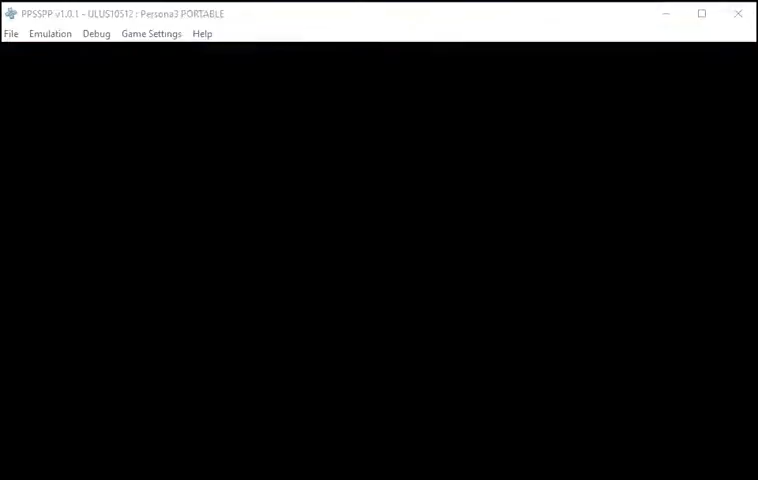 PPSSPP v1.0.1 - ULUS10512 : Persona3 PORTABLE
File Emulation Debug Game Settings Help